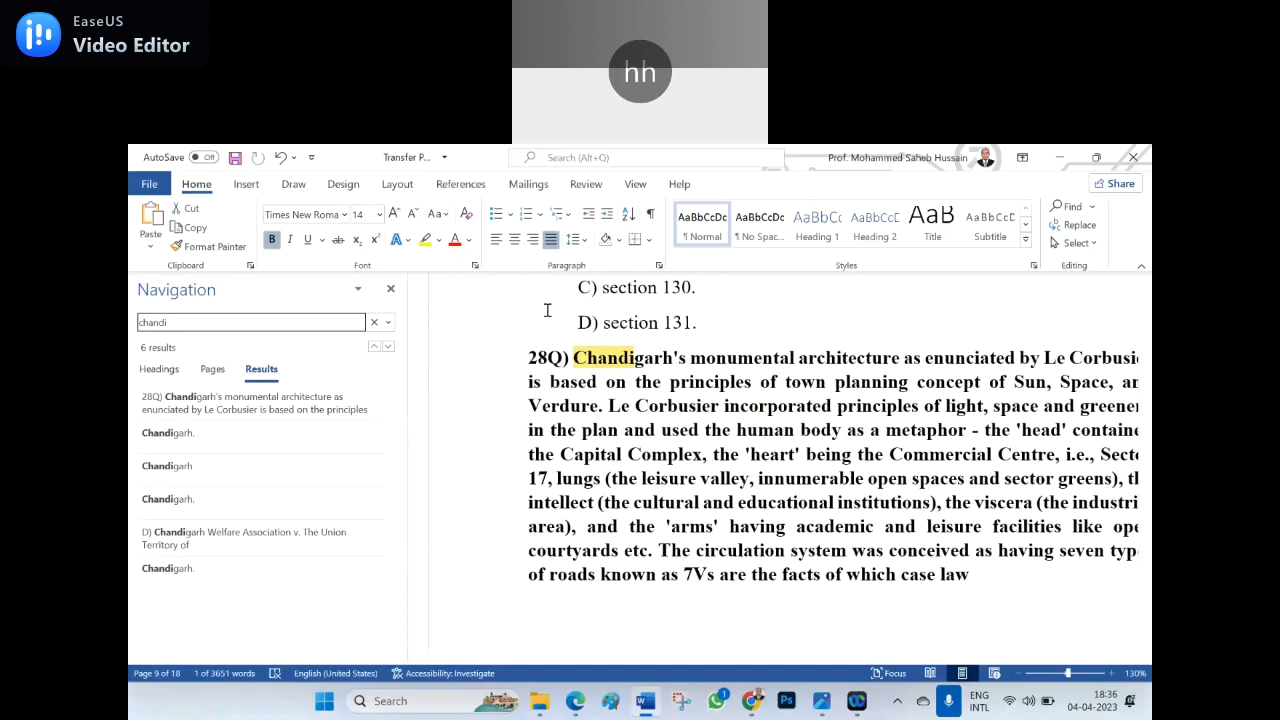 EaseUS
Video Editor
hh
AutoSave Off Transfer P... Search (Alt+Q) Prof. Mohammed Saheb Hussain
File Home Insert Draw Design Layout References Mailings Review View Help Share
Paste Cut Copy Format Painter
Clipboard
Times New Roma 14
Font
Paragraph
AaBbCcDc ¶ Normal
AaBbCcDc ¶ No Spac...
AaBbCc Heading 1
AaBbCcD Heading 2
AaB Title
AaBbCcD Subtitle
Styles
Find
Replace
Select
Editing
Navigation
chandi
6 results
Headings Pages Results
28Q) Chandigarh's monumental architecture as
enunciated by Le Corbusier is based on the principles
Chandigarh.
Chandigarh
Chandigarh.
D) Chandigarh Welfare Association v. The Union
Territory of
Chandigarh.
C) section 130.
D) section 131.
28Q) Chandigarh's monumental architecture as enunciated by Le Corbusie
is based on the principles of town planning concept of Sun, Space, an
Verdure. Le Corbusier incorporated principles of light, space and greener
in the plan and used the human body as a metaphor - the 'head' containe
the Capital Complex, the 'heart' being the Commercial Centre, i.e., Secto
17, lungs (the leisure valley, innumerable open spaces and sector greens), th
intellect (the cultural and educational institutions), the viscera (the industri
area), and the 'arms' having academic and leisure facilities like ope
courtyards etc. The circulation system was conceived as having seven typ
of roads known as 7Vs are the facts of which case law
Page 9 of 18 1 of 3651 words English (United States) Accessibility: Investigate Focus 130%
Search 1 ENG INTL 18:36 04-04-2023